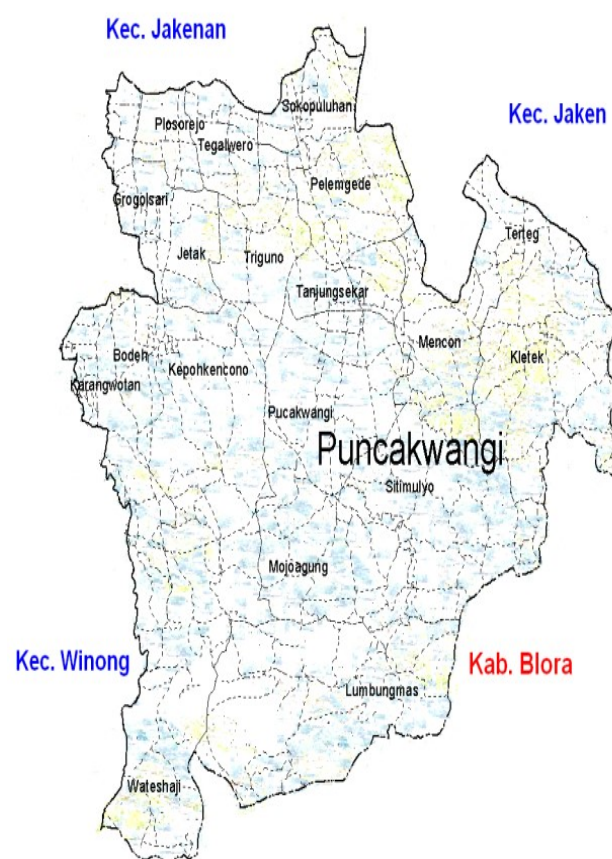 Kec. Jakenan
Sokopuluhan
Kec. Jaken
Plosorejo
Tegalwero
Pelemgede
Grogolsari
Terteg
Jetak
Triguno
Tanjungsekar
Mencon
Bodeh
Kletek
Kepohkencono
Karangwotan
Pucakwangi
Puncakwangi
Sitimulyo
Mojoagung
Kec. Winong
Kab. Blora
Lumbungmas
Wateshaji